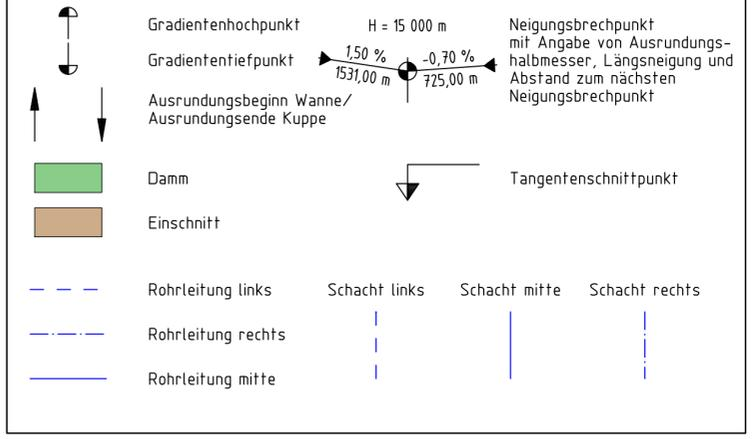 Gradientenhochpunkt
Gradiententiefpunkt
H = 15 000 m
1,50 %
-0,70 %
1531,00 m
725,00 m
Neigungsbrechpunkt
mit Angabe von Ausrundungs-
halbmesser, Längsneigung und
Abstand zum nächsten
Neigungsbrechpunkt
Ausrundungsbeginn Wanne/
Ausrundungsende Kuppe
Damm
Tangentenschnittpunkt
Einschnitt
Rohrleitung links
Schacht links
Schacht mitte
Schacht rechts
Rohrleitung rechts
Rohrleitung mitte